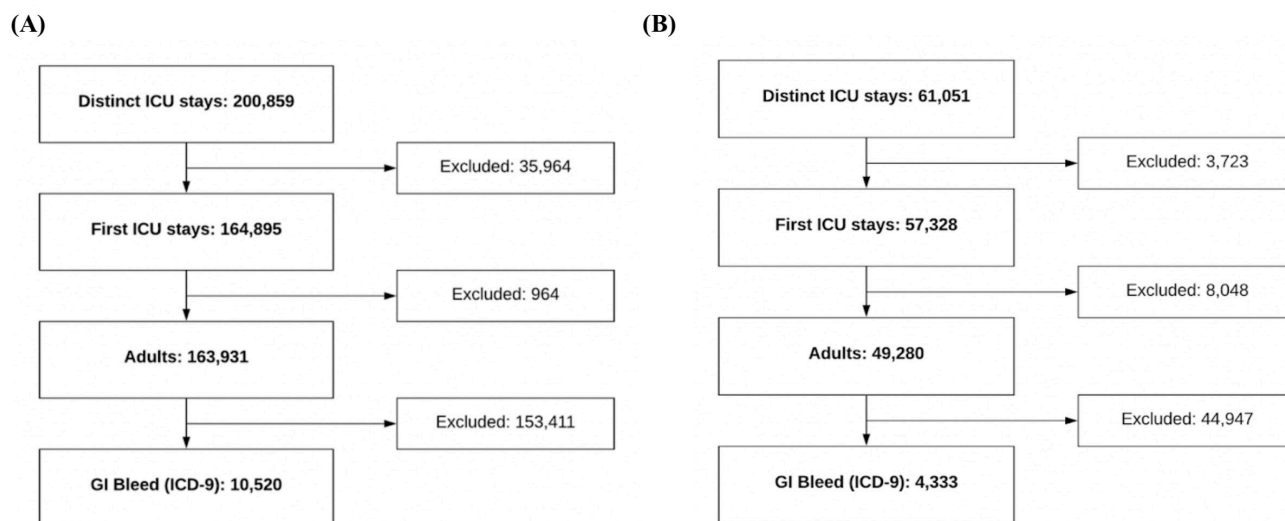 (A)
Distinct ICU stays: 200,859
Excluded: 35,964
First ICU stays: 164,895
Excluded: 964
Adults: 163,931
Excluded: 153,411
GI Bleed (ICD-9): 10,520
(B)
Distinct ICU stays: 61,051
Excluded: 3,723
First ICU stays: 57,328
Excluded: 8,048
Adults: 49,280
Excluded: 44,947
GI Bleed (ICD-9): 4,333